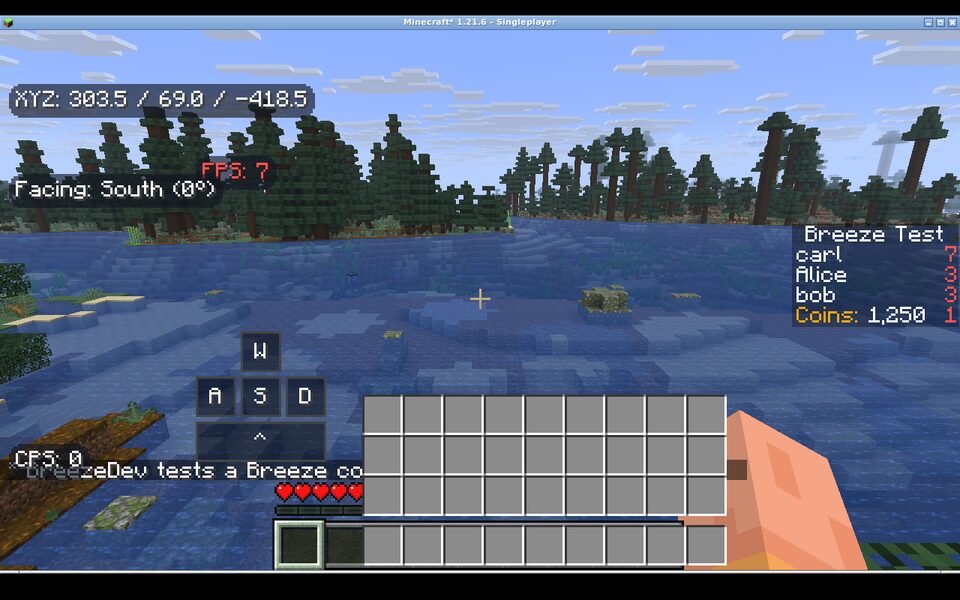 Minecraft* 1.21.6 - Singleplayer
XYZ: 303.5 / 69.0 / -418.5
FPS: 7
Facing: South (0°)
Breeze Test
carl 7
Alice 3
bob 3
Coins: 1,250 1
W
A S D
^
CPS: 0
BreezeDev tests a Breeze co